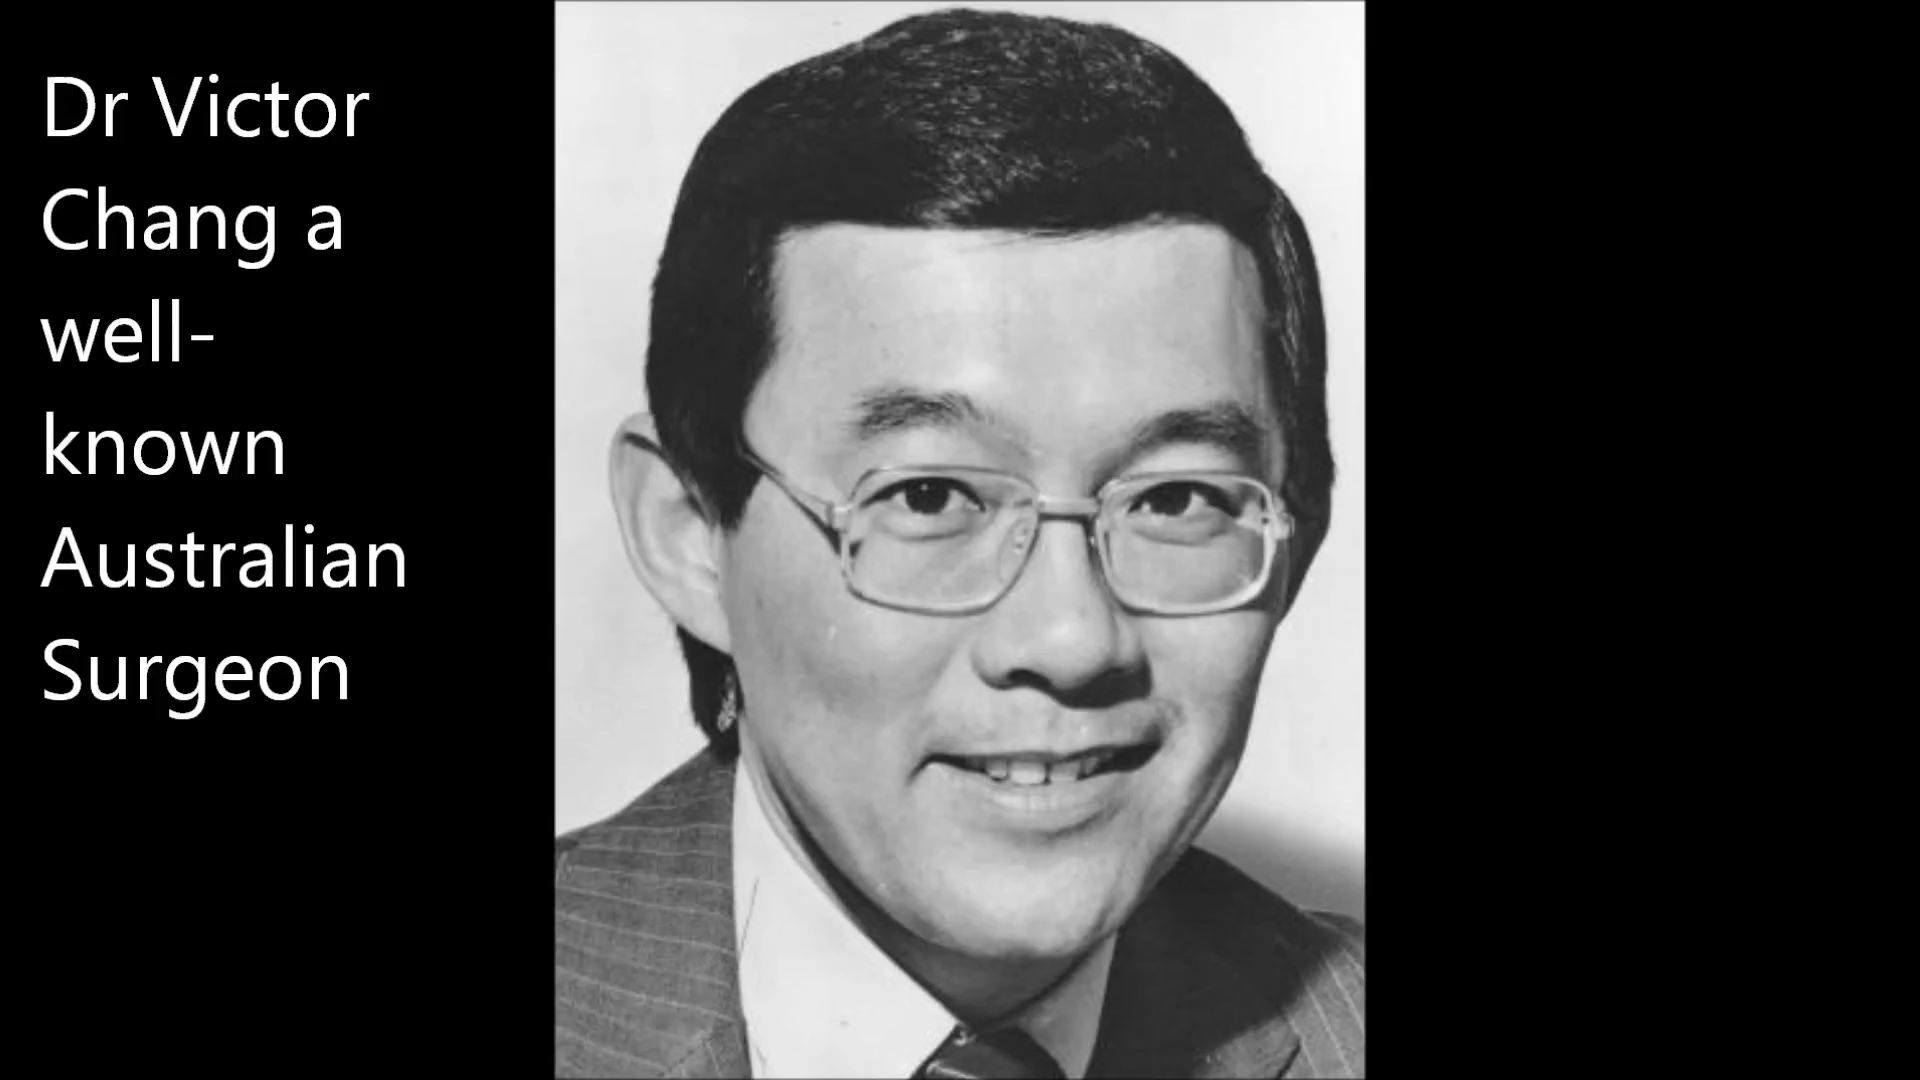 Dr Victor
Chang a
well-
known
Australian
Surgeon